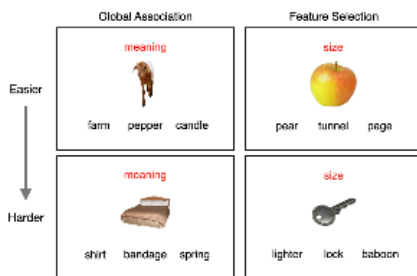 Global Association
Feature Selection
Easier
meaning
farm pepper candle
size
pear tunnel page
Harder
meaning
shirt bandage spring
size
lighter lock baboon